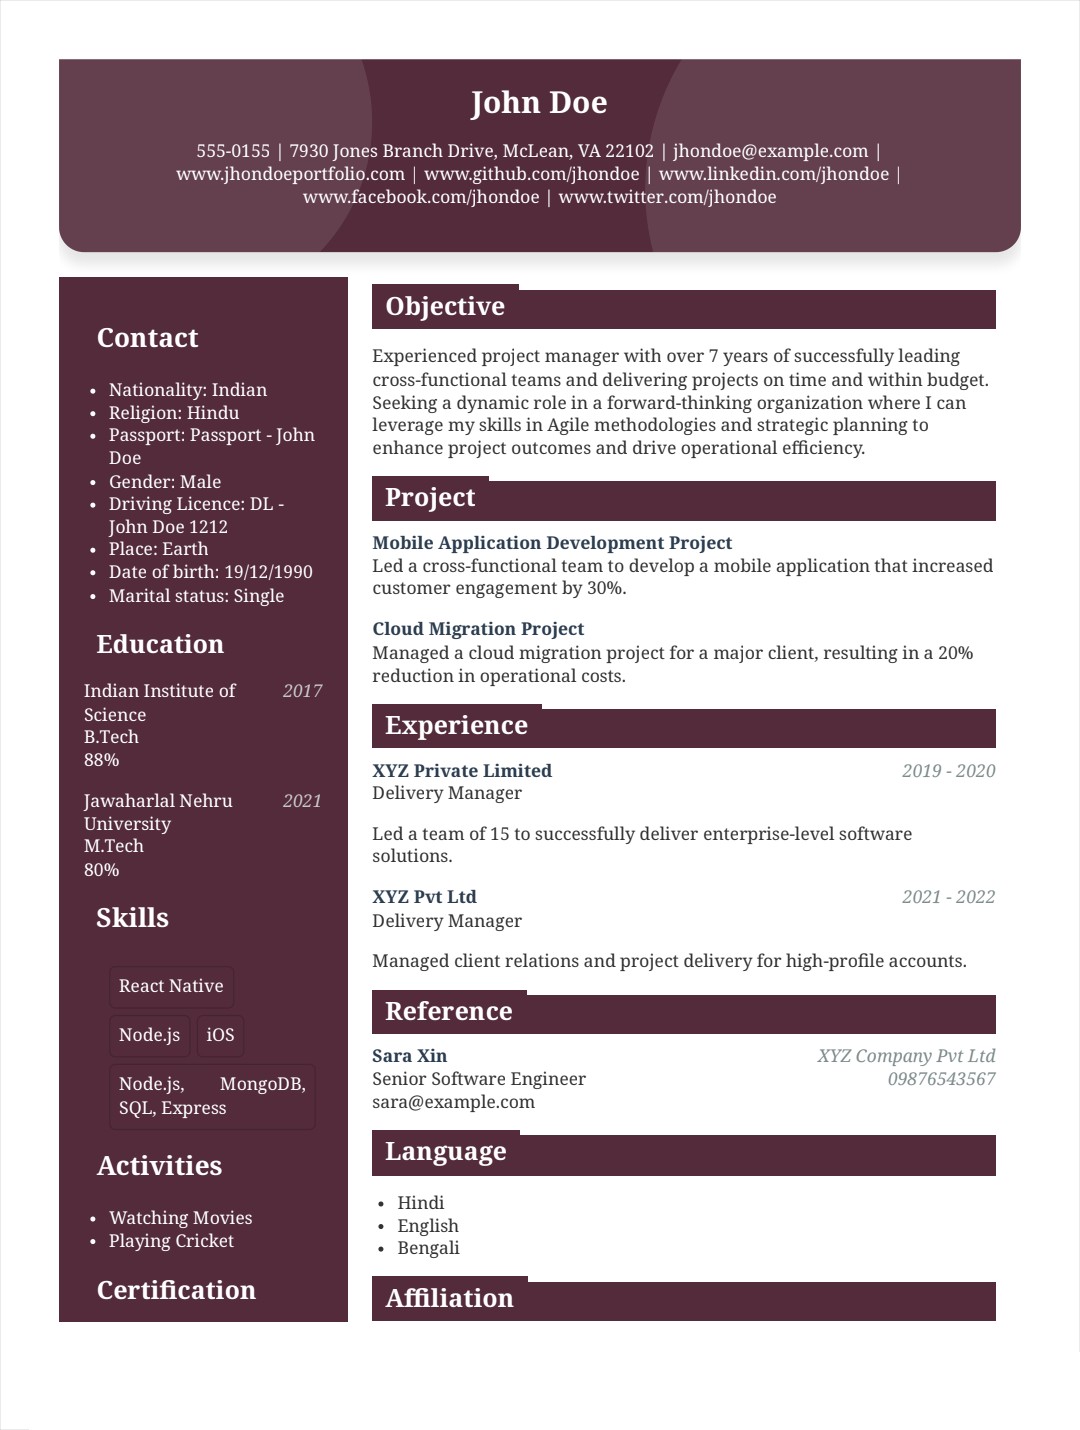 John Doe
555-0155 | 7930 Jones Branch Drive, McLean, VA 22102 | jhondoe@example.com |
www.jhondoeportfolio.com | www.github.com/jhondoe | www.linkedin.com/jhondoe |
www.facebook.com/jhondoe | www.twitter.com/jhondoe
Contact
• Nationality: Indian
• Religion: Hindu
• Passport: Passport - John
Doe
• Gender: Male
• Driving Licence: DL -
John Doe 1212
• Place: Earth
• Date of birth: 19/12/1990
• Marital status: Single
Education
Indian Institute of 2017
Science
B.Tech
88%
Jawaharlal Nehru 2021
University
M.Tech
80%
Skills
React Native
Node.js iOS
Node.js, MongoDB,
SQL, Express
Activities
• Watching Movies
• Playing Cricket
Certification
Objective
Experienced project manager with over 7 years of successfully leading
cross-functional teams and delivering projects on time and within budget.
Seeking a dynamic role in a forward-thinking organization where I can
leverage my skills in Agile methodologies and strategic planning to
enhance project outcomes and drive operational efficiency.
Project
Mobile Application Development Project
Led a cross-functional team to develop a mobile application that increased
customer engagement by 30%.
Cloud Migration Project
Managed a cloud migration project for a major client, resulting in a 20%
reduction in operational costs.
Experience
XYZ Private Limited 2019 - 2020
Delivery Manager
Led a team of 15 to successfully deliver enterprise-level software
solutions.
XYZ Pvt Ltd 2021 - 2022
Delivery Manager
Managed client relations and project delivery for high-profile accounts.
Reference
Sara Xin XYZ Company Pvt Ltd
Senior Software Engineer 09876543567
sara@example.com
Language
• Hindi
• English
• Bengali
Affiliation